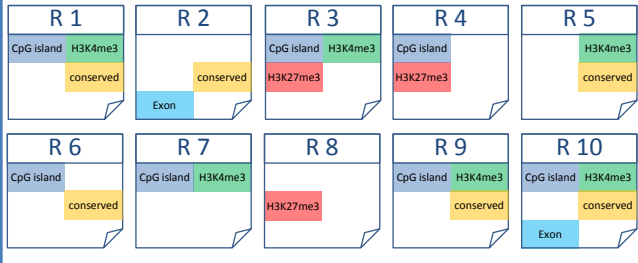 R 1
CpG island H3K4me3
conserved
R 2
conserved
Exon
R 3
CpG island H3K4me3
H3K27me3
R 4
CpG island
H3K27me3
R 5
H3K4me3
conserved
R 6
CpG island
conserved
R 7
CpG island H3K4me3
R 8
H3K27me3
R 9
CpG island H3K4me3
conserved
R 10
CpG island H3K4me3
conserved
Exon